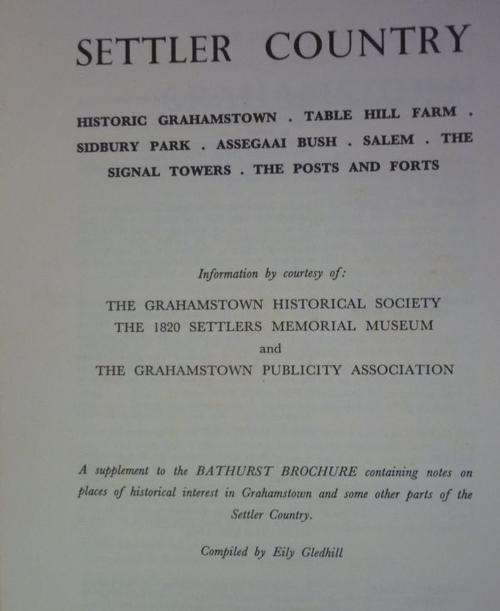 SETTLER COUNTRY
HISTORIC GRAHAMSTOWN . TABLE HILL FARM .
SIDBURY PARK . ASSEGAAI BUSH . SALEM . THE
SIGNAL TOWERS . THE POSTS AND FORTS
Information by courtesy of:
THE GRAHAMSTOWN HISTORICAL SOCIETY
THE 1820 SETTLERS MEMORIAL MUSEUM
and
THE GRAHAMSTOWN PUBLICITY ASSOCIATION
A supplement to the BATHURST BROCHURE containing notes on
places of historical interest in Grahamstown and some other parts of the
Settler Country.
Compiled by Eily Gledhill